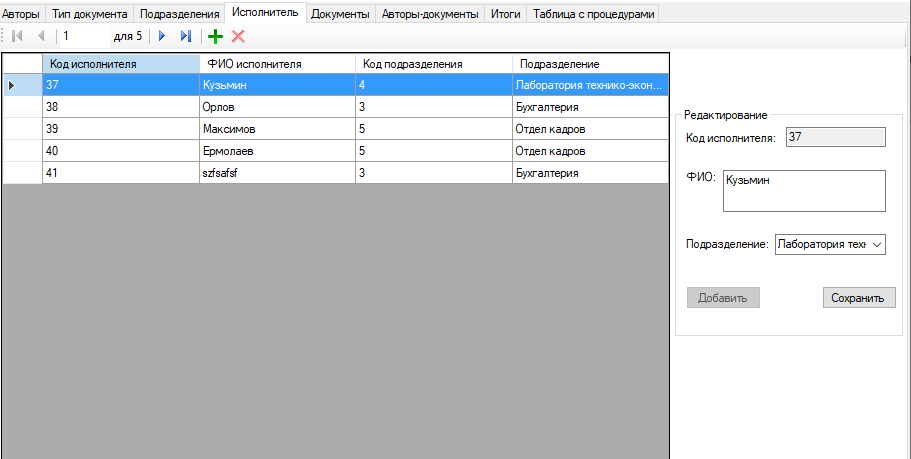 Авторы Тип документа Подразделения Исполнитель Документы Авторы-документы Итоги Таблица с процедурами
1 для 5
Код исполнителя ФИО исполнителя Код подразделения Подразделение
37 Кузьмин 4 Лаборатория технико-экон...
38 Орлов 3 Бухгалтерия
39 Максимов 5 Отдел кадров
40 Ермолаев 5 Отдел кадров
41 szfsafsf 3 Бухгалтерия
Редактирование
Код исполнителя: 37
ФИО: Кузьмин
Подразделение: Лаборатория техн
Добавить Сохранить